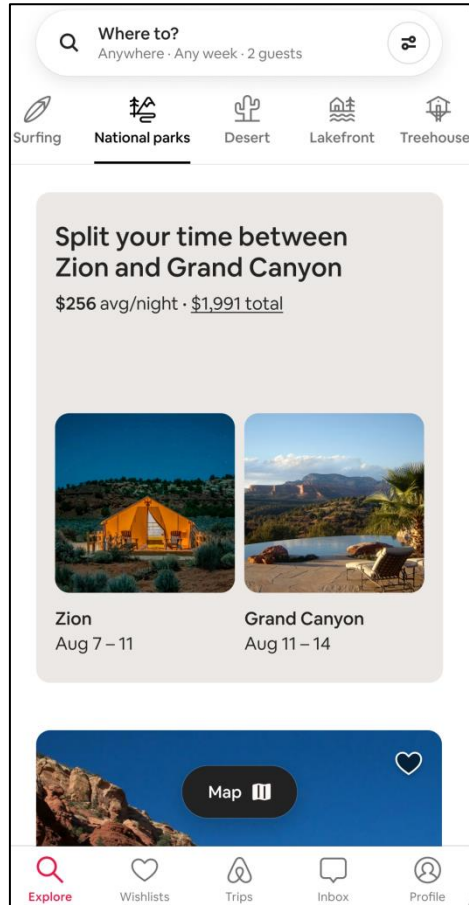 Where to?
Anywhere · Any week · 2 guests
Surfing
National parks
Desert
Lakefront
Treehouse
Split your time between
Zion and Grand Canyon
$256 avg/night · $1,991 total
Zion
Aug 7 – 11
Grand Canyon
Aug 11 – 14
Map
Explore
Wishlists
Trips
Inbox
Profile